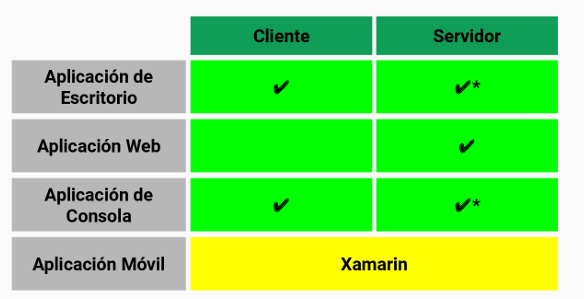 Cliente Servidor
Aplicación de
Escritorio
✔ ✔*
Aplicación Web
✔
Aplicación de
Consola
✔ ✔*
Aplicación Móvil Xamarin